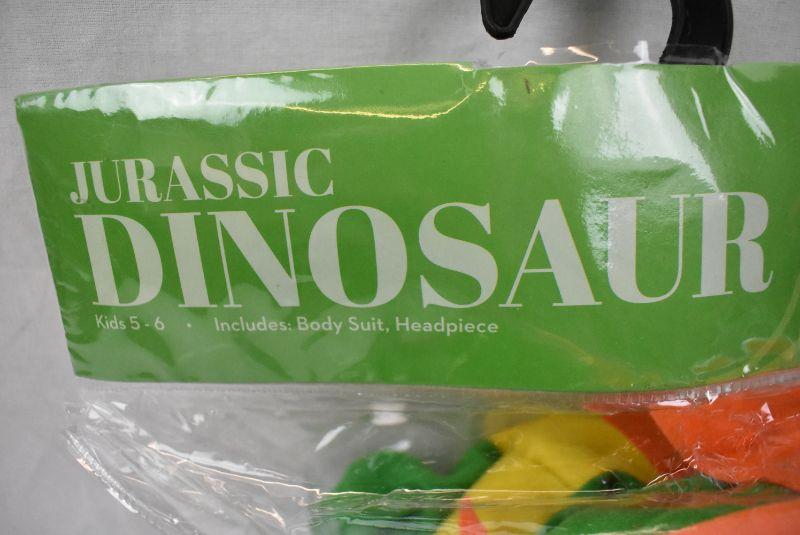 JURASSIC
DINOSAUR
Kids 5 - 6 • Includes: Body Suit, Headpiece